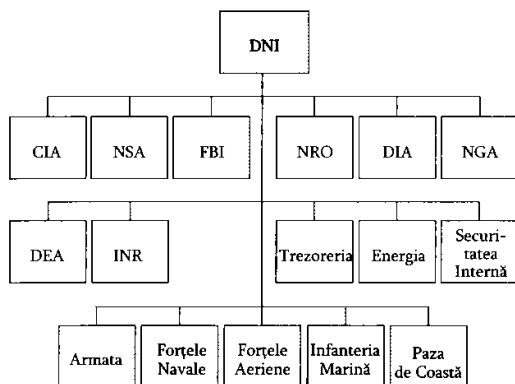 DNI
CIA NSA FBI NRO DIA NGA
DEA INR Trezoreria Energia Securi-
tatea
Internă
Armata Forțele
Navale Forțele
Aeriene Infanteria
Marină Paza
de Coastă